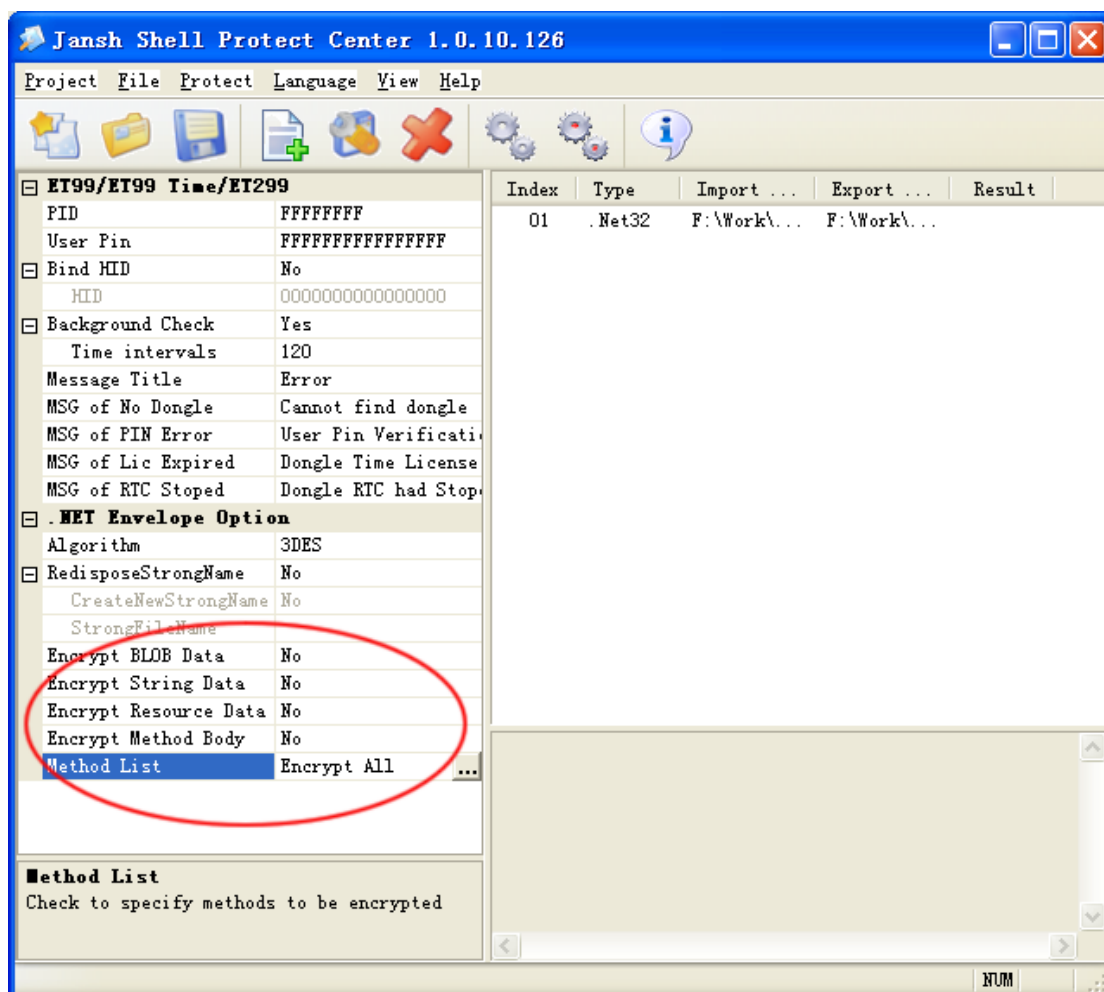 Jansh Shell Protect Center 1.0.10.126
Project File Protect Language View Help
ET99/ET99 Time/ET299
PID FFFFFFFF
User Pin FFFFFFFFFFFFFFFF
Bind HID No
HID 0000000000000000
Background Check Yes
Time intervals 120
Message Title Error
MSG of No Dongle Cannot find dongle
MSG of PIN Error User Pin Verificati
MSG of Lic Expired Dongle Time License
MSG of RTC Stoped Dongle RTC had Stop
.NET Envelope Option
Algorithm 3DES
RedisposeStrongName No
CreateNewStrongName No
StrongFileName
Encrypt BLOB Data No
Encrypt String Data No
Encrypt Resource Data No
Encrypt Method Body No
Method List Encrypt All ...
Method List
Check to specify methods to be encrypted
Index Type Import ... Export ... Result
01 .Net32 F:\Work\... F:\Work\...
NUM